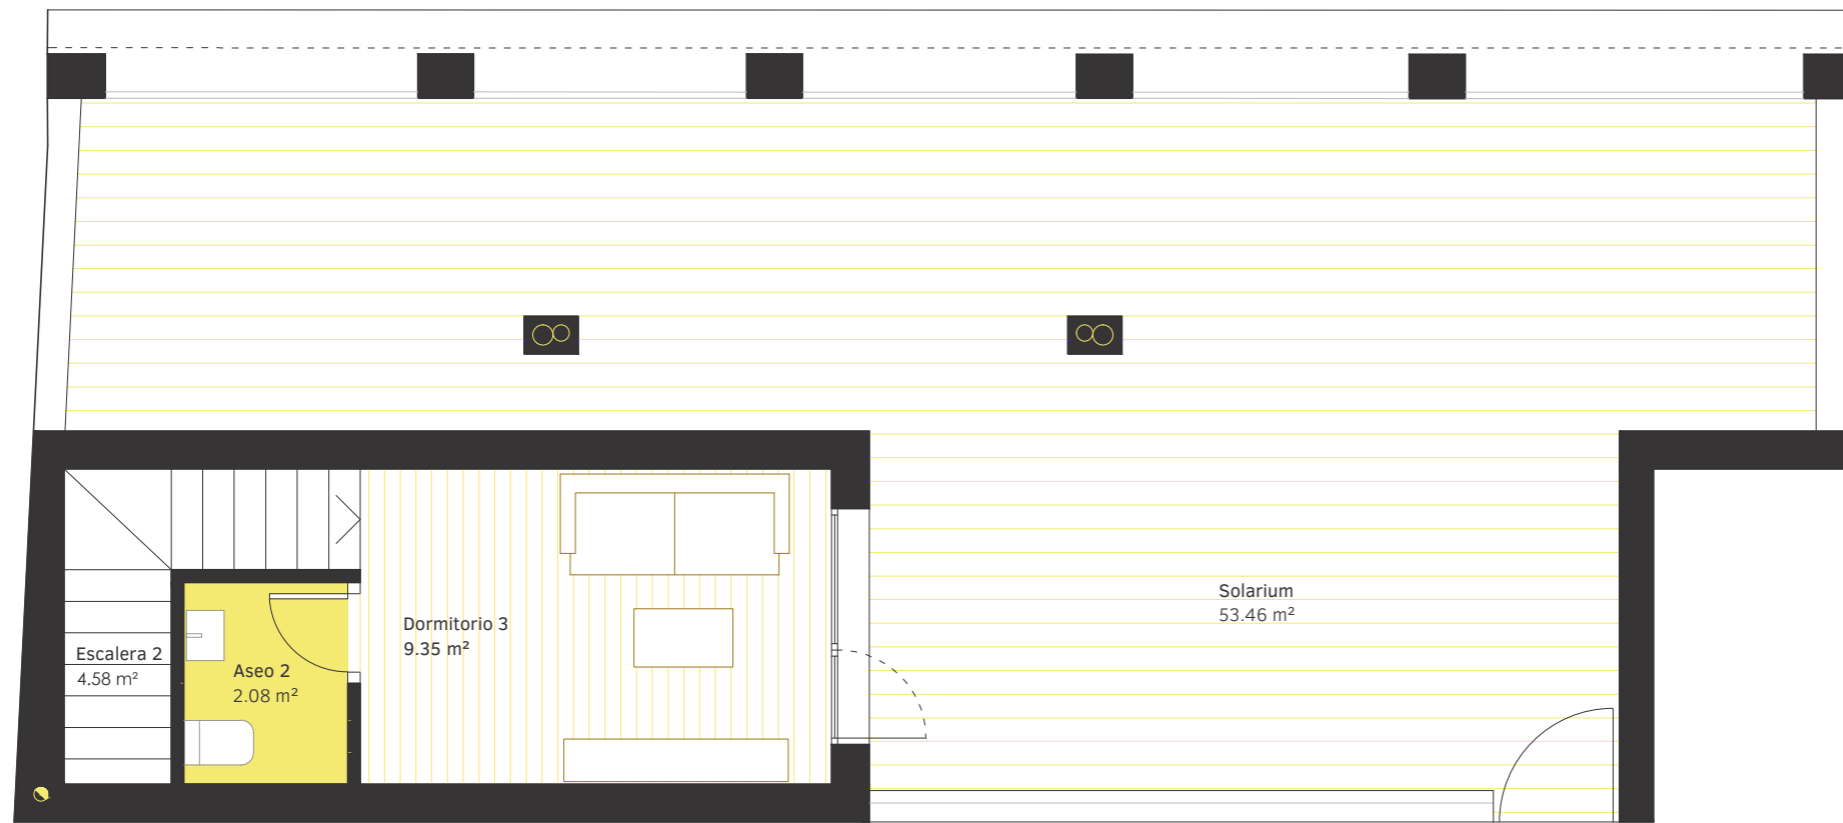 Solarium
53.46 m²
Dormitorio 3
9.35 m²
Escalera 2
4.58 m²
Aseo 2
2.08 m²